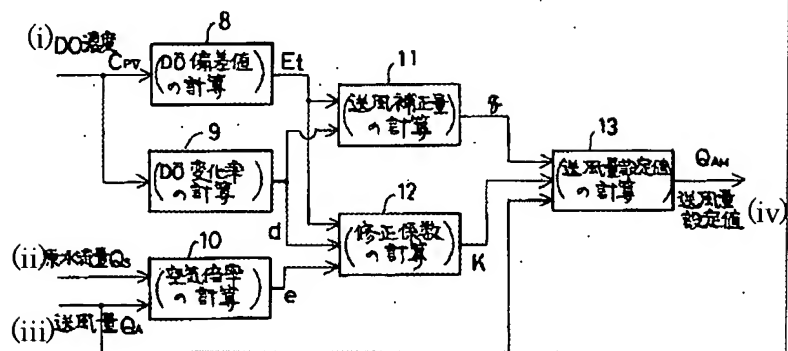 (i) DO濃度
CPV
8
(DO偏差値
の計算)
Et
9
(DO変化率
の計算)
d
(ii) 原水流量QS
(iii) 送風量QA
10
(空気倍率
の計算)
e
11
(送風補正量
の計算)
g
12
(修正係数
の計算)
K
13
(送風量設定値
の計算)
QAM
送風量
設定値
(iv)